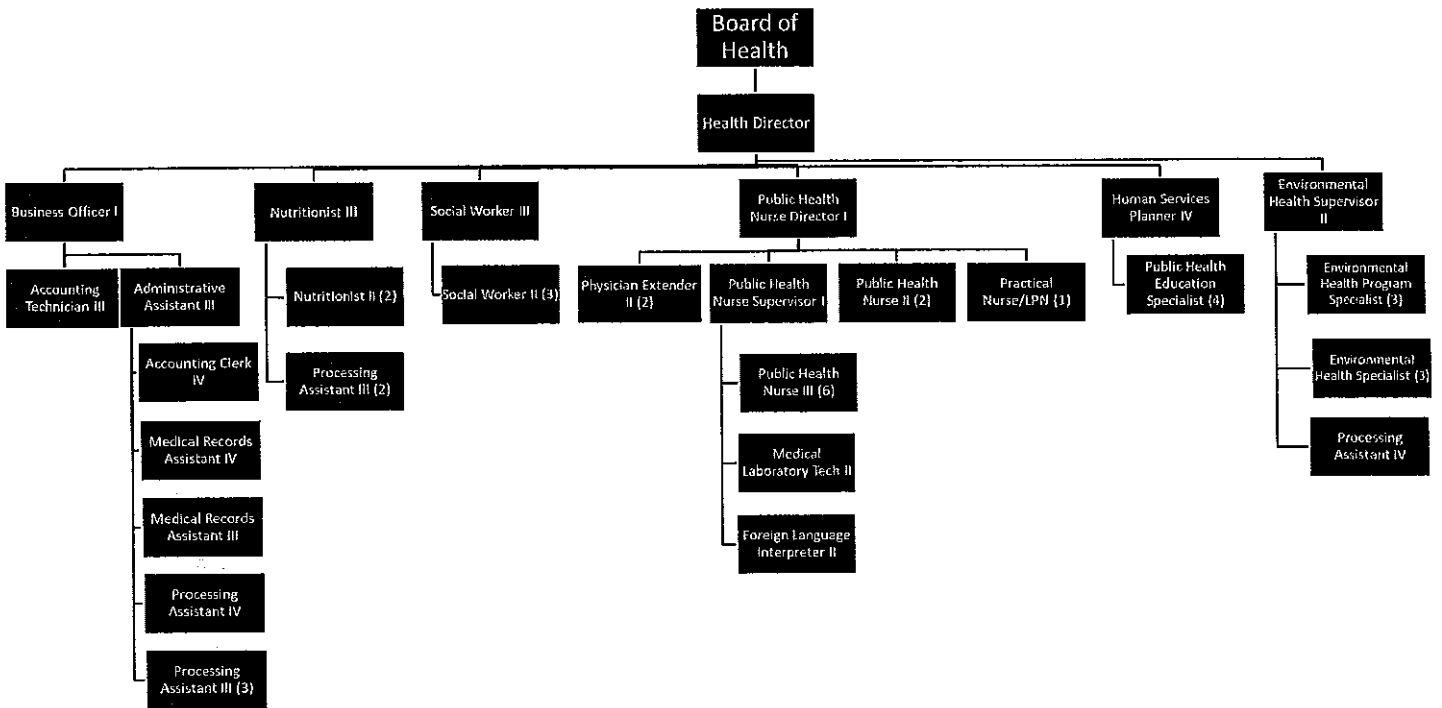 Board of
Health
Health Director
Business Officer I
Nutritionist III
Social Worker III
Public Health
Nurse Director I
Human Services
Planner IV
Environmental
Health Supervisor
II
Accounting
Technician III
Administrative
Assistant III
Accounting Clerk
IV
Medical Records
Assistant IV
Medical Records
Assistant III
Processing
Assistant IV
Processing
Assistant III (3)
Nutritionist II (2)
Processing
Assistant III (2)
Social Worker II (3)
Physician Extender
II (2)
Public Health
Nurse Supervisor I
Public Health
Nurse II (2)
Practical
Nurse/LPN (1)
Public Health
Nurse III (6)
Medical
Laboratory Tech II
Foreign Language
Interpreter II
Public Health
Education
Specialist (4)
Environmental
Health Program
Specialist (3)
Environmental
Health Specialist (3)
Processing
Assistant IV